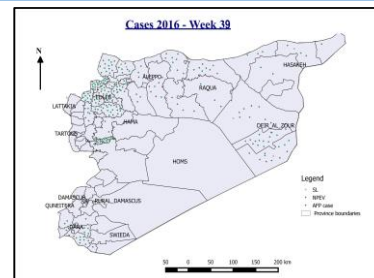 Cases 2016 - Week 39
N
HASAKEH
ALEPPO
RAQUA
IDLEB
LATTAKIA
HAMA
DEIR_AL_ZOUR
TARTOUS
HOMS
Legend
SL
NPEV
AFP case
Province boundaries
DAMASCUS
RURAL_DAMASCUS
QUNEITERA
DARA
SWIEDA
50 0 50 100 150 200 km